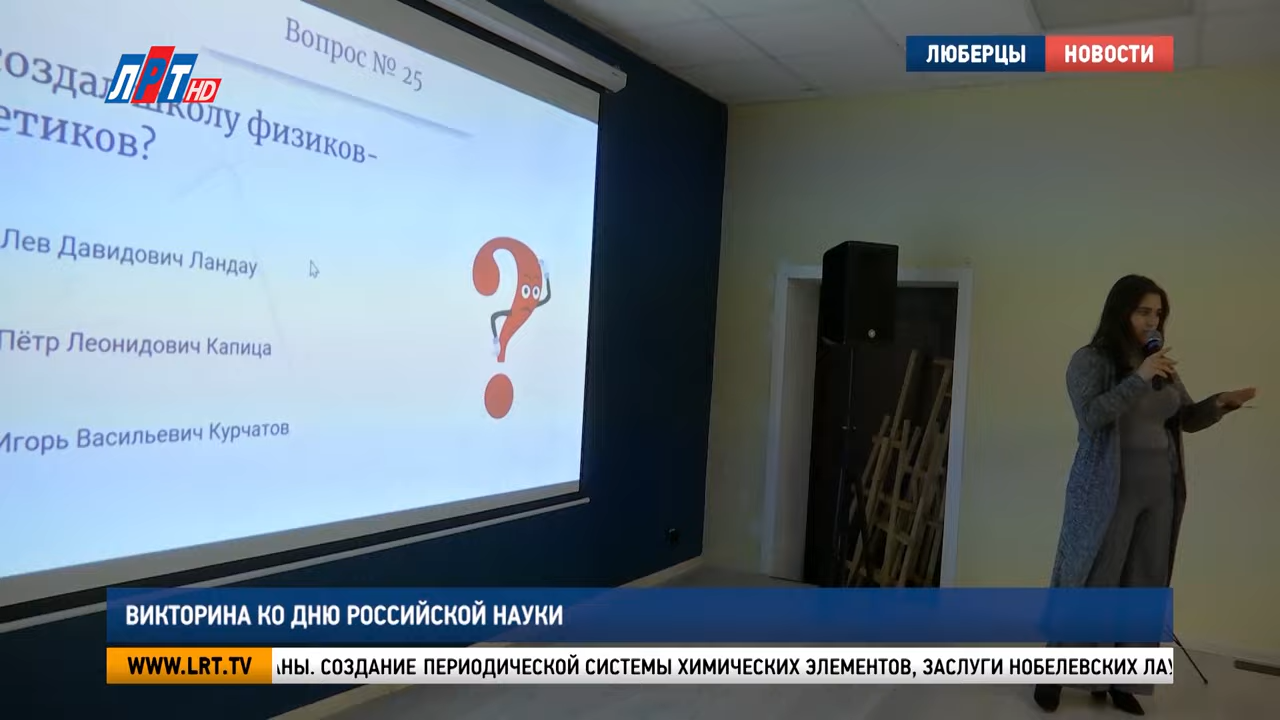 Вопрос № 25
создал школу физиков-
етиков?
Лев Давидович Ландау
Пётр Леонидович Капица
Игорь Васильевич Курчатов
ЛРТ HD
ЛЮБЕРЦЫ НОВОСТИ
ВИКТОРИНА КО ДНЮ РОССИЙСКОЙ НАУКИ
WWW.LRT.TV АНЫ. СОЗДАНИЕ ПЕРИОДИЧЕСКОЙ СИСТЕМЫ ХИМИЧЕСКИХ ЭЛЕМЕНТОВ, ЗАСЛУГИ НОБЕЛЕВСКИХ ЛАУ